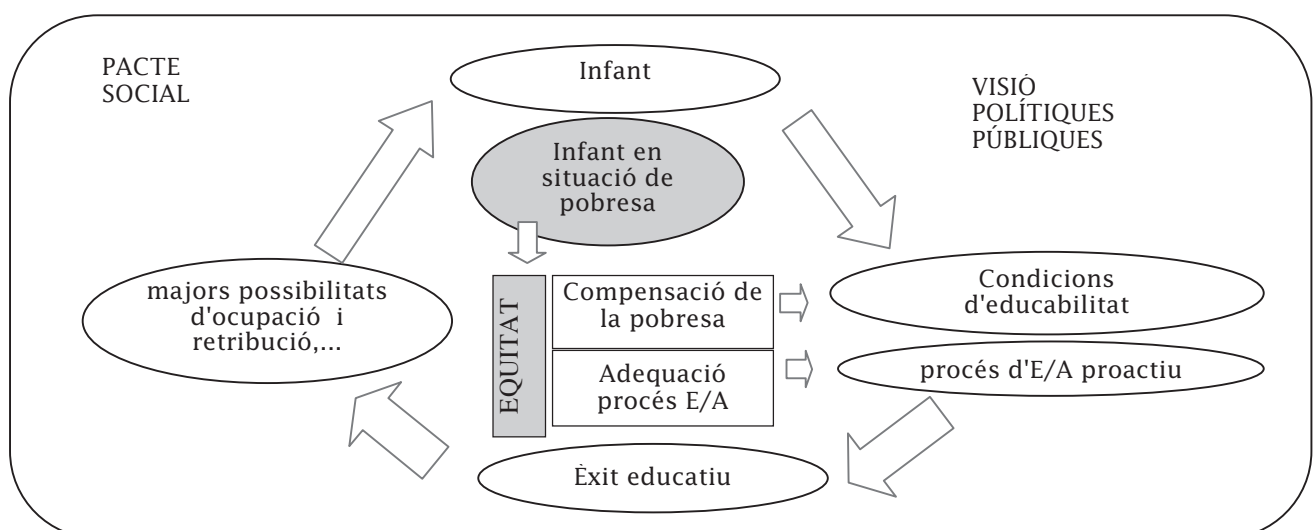 PACTE
SOCIAL
Infant
VISIÓ
POLÍTIQUES
PÚBLIQUES
Infant en
situació de
pobresa
majors possibilitats
d'ocupació i
retribució,...
EQUITAT
Compensació de
la pobresa
Condicions
d'educabilitat
Adequació
procés E/A
procés d'E/A proactiu
Èxit educatiu